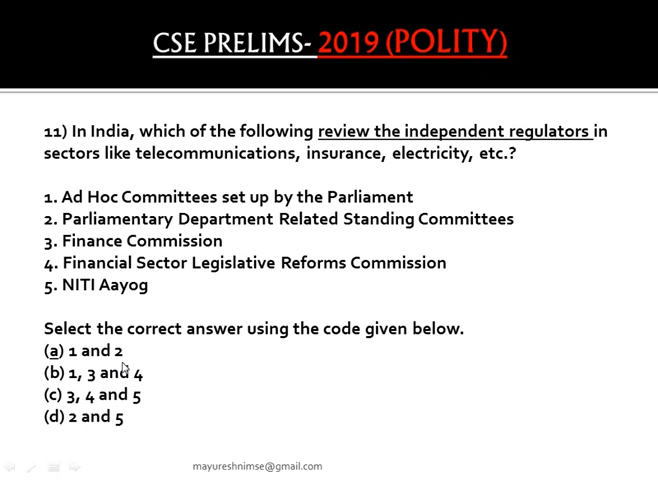 CSE PRELIMS- 2019 (POLITY)
11) In India, which of the following review the independent regulators in
sectors like telecommunications, insurance, electricity, etc.?
1. Ad Hoc Committees set up by the Parliament
2. Parliamentary Department Related Standing Committees
3. Finance Commission
4. Financial Sector Legislative Reforms Commission
5. NITI Aayog
Select the correct answer using the code given below.
(a) 1 and 2
(b) 1, 3 and 4
(c) 3, 4 and 5
(d) 2 and 5
mayureshnimse@gmail.com